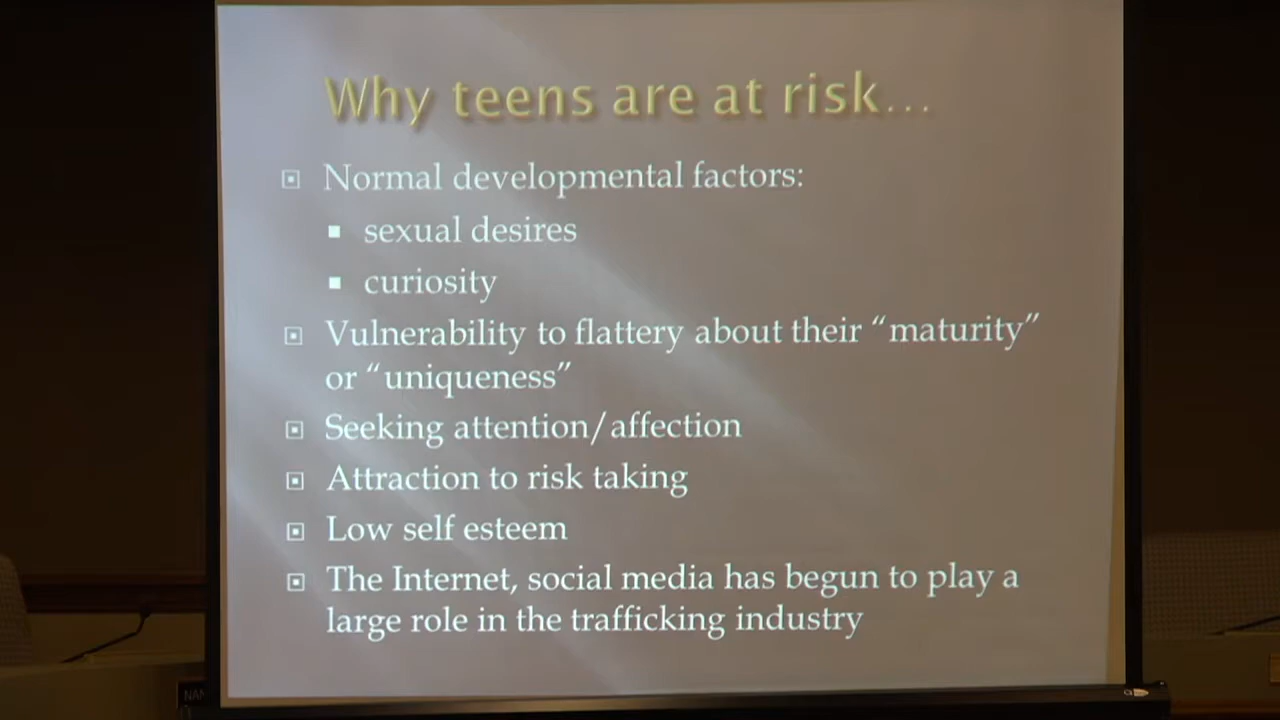 Why teens are at risk...
Normal developmental factors:
sexual desires
curiosity
Vulnerability to flattery about their “maturity”
or “uniqueness”
Seeking attention/affection
Attraction to risk taking
Low self esteem
The Internet, social media has begun to play a
large role in the trafficking industry